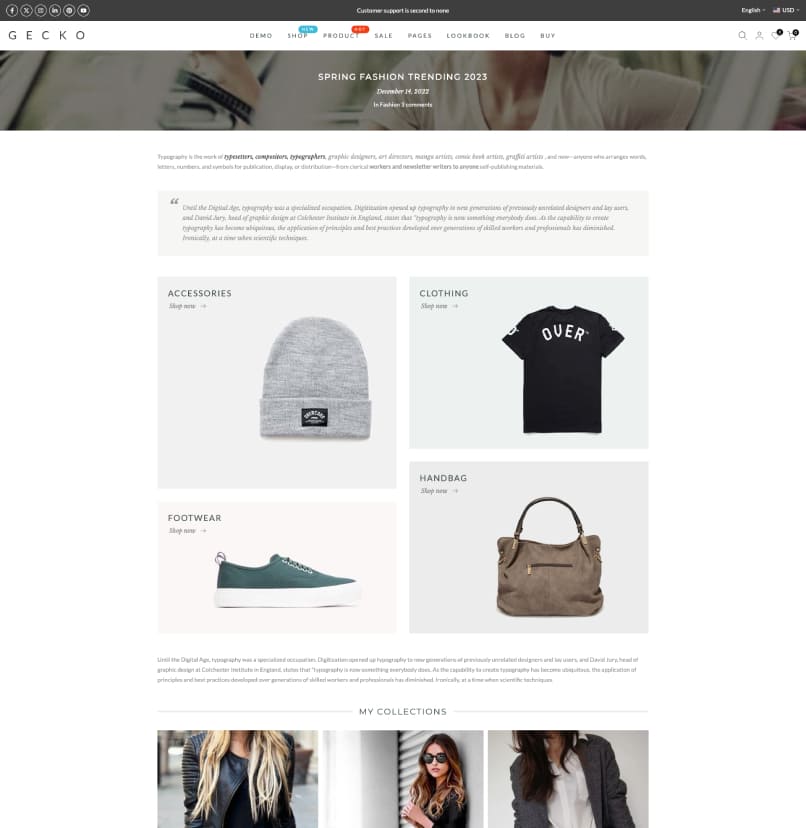 Customer support is second to none
English
USD
GECKO
DEMO
SHOP
NEW
PRODUCT
HOT
SALE
PAGES
LOOKBOOK
BLOG
BUY
SPRING FASHION TRENDING 2023
December 14, 2022
In Fashion 3 comments
Typography is the work of typesetters, compositors, typographers, graphic designers, art directors, manga artists, comic book artists, graffiti artists , and now—anyone who arranges words,
letters, numbers, and symbols for publication, display, or distribution—from clerical workers and newsletter writers to anyone self-publishing materials.
“ Until the Digital Age, typography was a specialized occupation. Digitization opened up typography to new generations of previously unrelated designers and lay users,
and David Jury, head of graphic design at Colchester Institute in England, states that “typography is now something everybody does. As the capability to create
typography has become ubiquitous, the application of principles and best practices developed over generations of skilled workers and professionals has diminished.
Ironically, at a time when scientific techniques.
ACCESSORIES
Shop now →
CLOTHING
Shop now →
OVER
HANDBAG
Shop now →
FOOTWEAR
Shop now →
Until the Digital Age, typography was a specialized occupation. Digitization opened up typography to new generations of previously unrelated designers and lay users, and David Jury, head of
graphic design at Colchester Institute in England, states that “typography is now something everybody does. As the capability to create typography has become ubiquitous, the application of
principles and best practices developed over generations of skilled workers and professionals has diminished. Ironically, at a time when scientific techniques.
MY COLLECTIONS